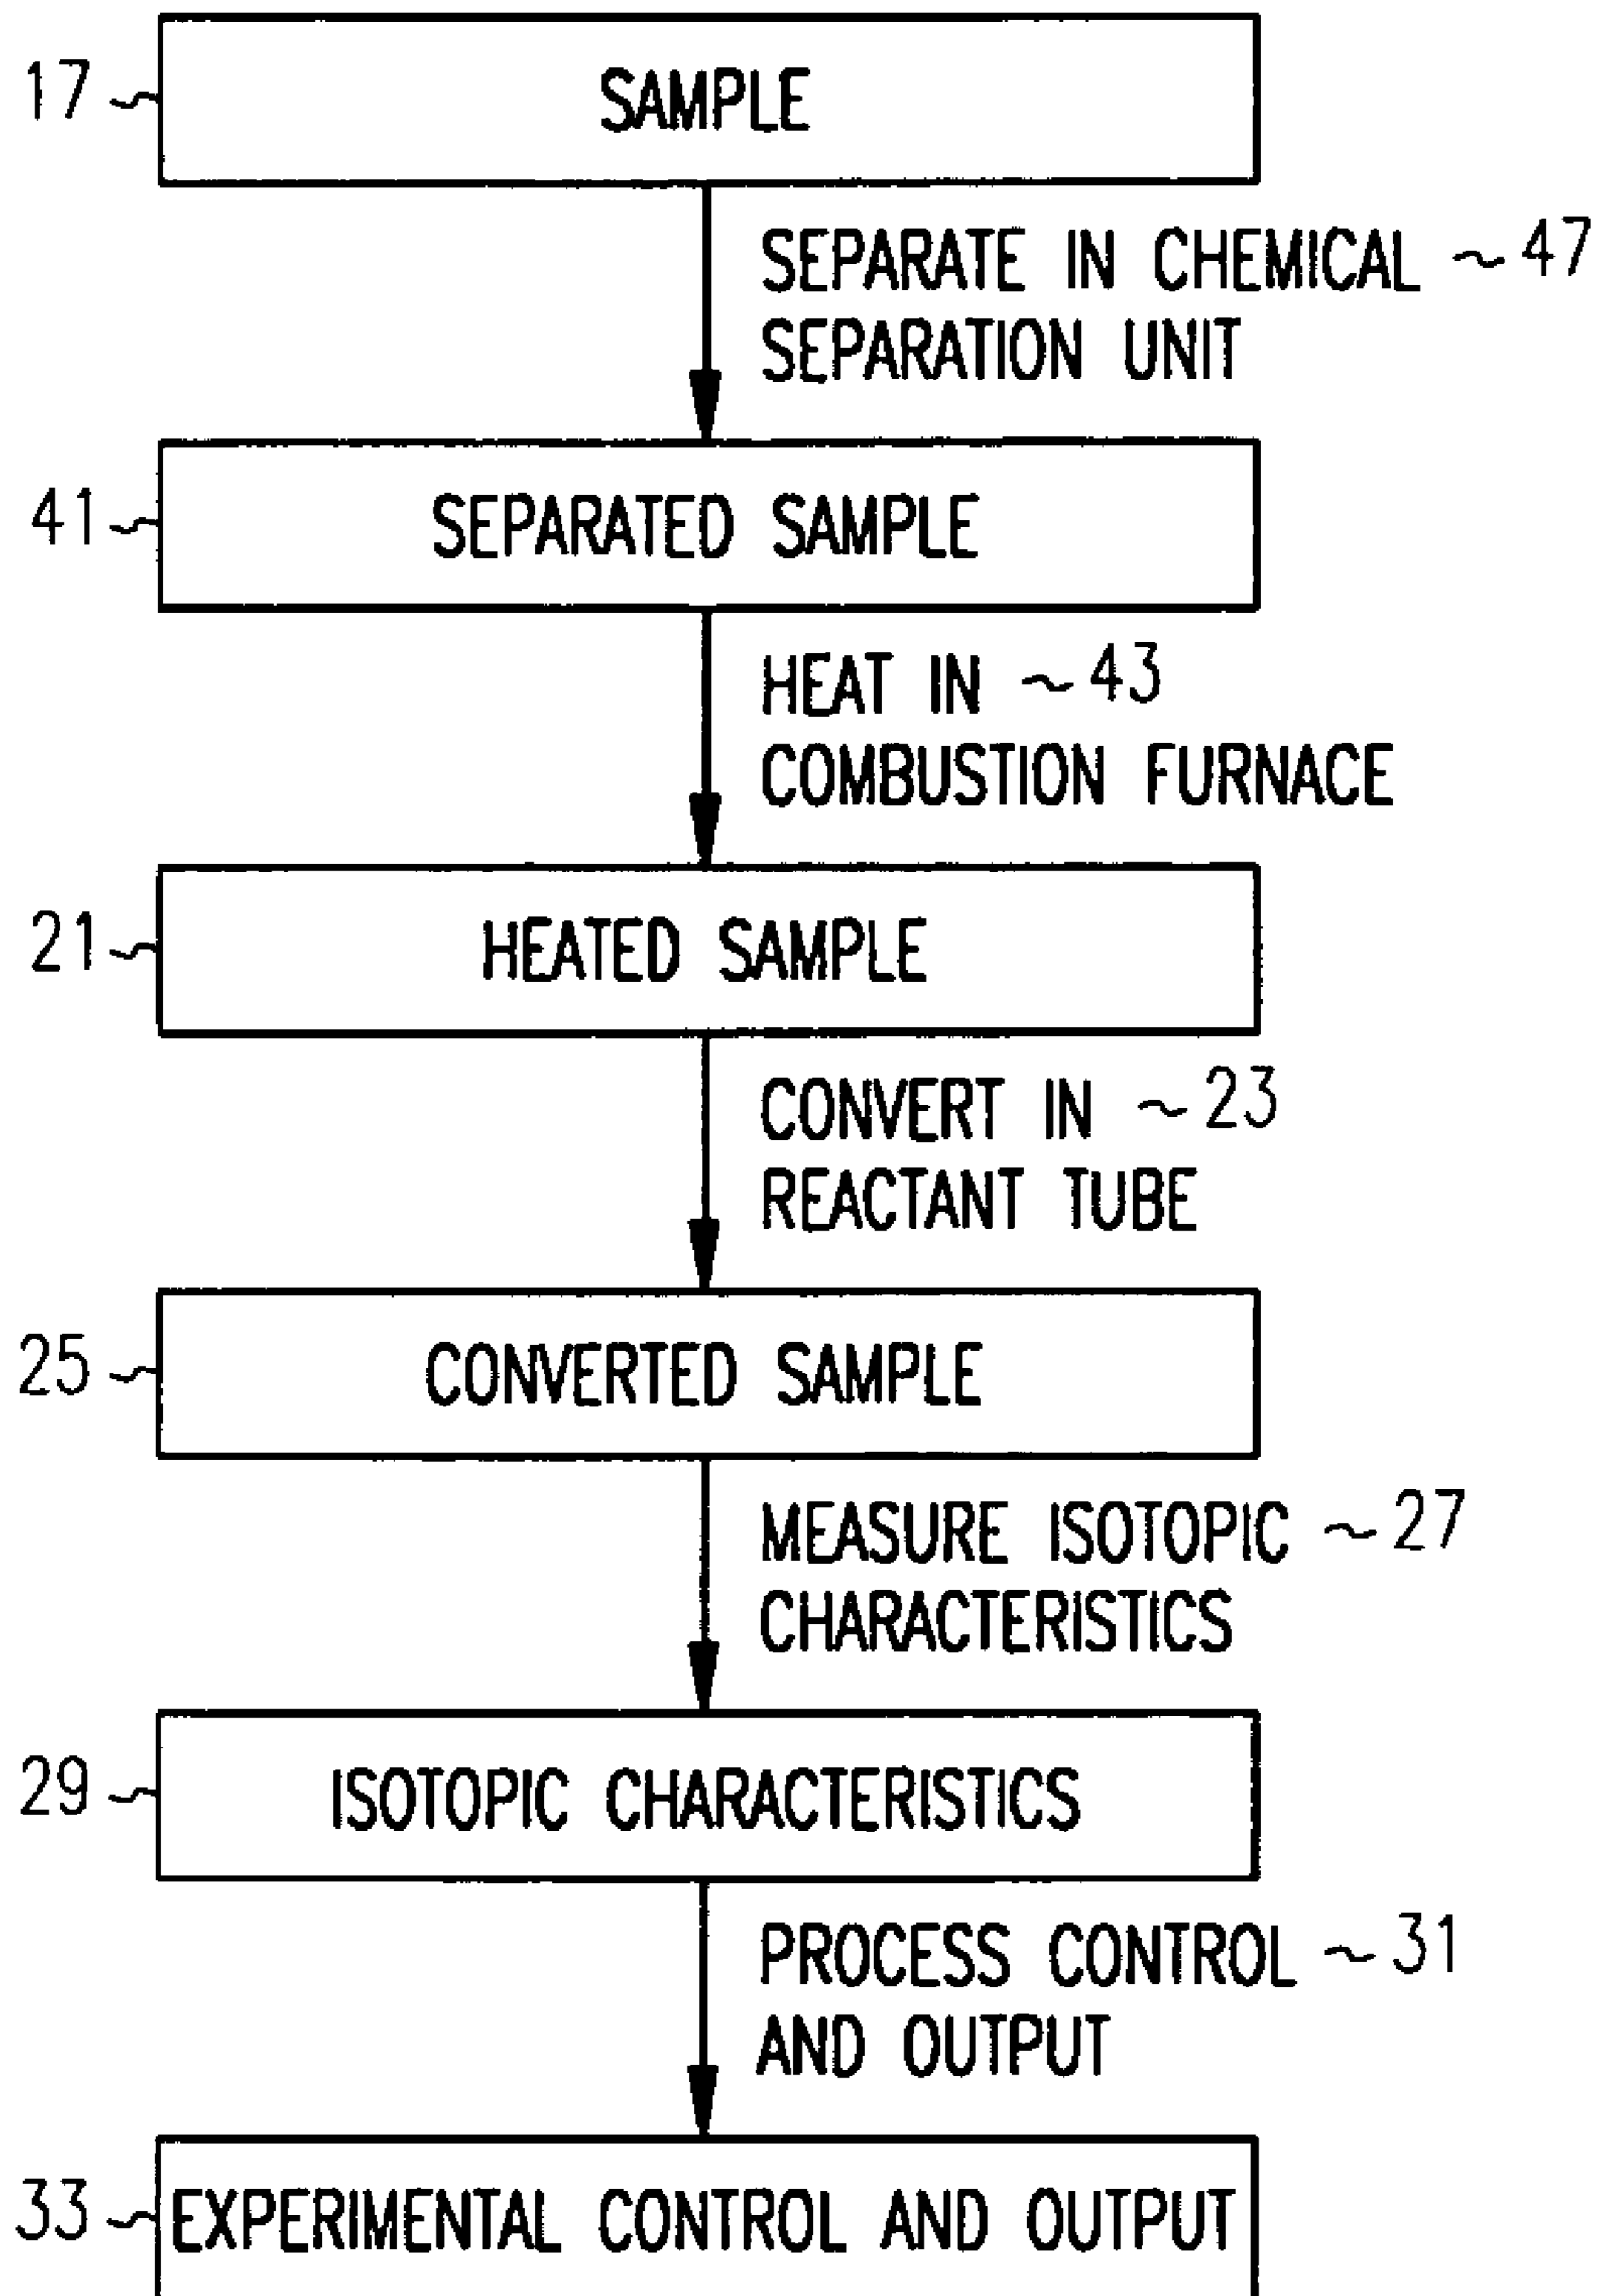 17 ~ SAMPLE
SEPARATE IN CHEMICAL ~47
SEPARATION UNIT
41 ~ SEPARATED SAMPLE
HEAT IN ~43
COMBUSTION FURNACE
21 ~ HEATED SAMPLE
CONVERT IN ~23
REACTANT TUBE
25 ~ CONVERTED SAMPLE
MEASURE ISOTOPIC ~27
CHARACTERISTICS
29 ~ ISOTOPIC CHARACTERISTICS
PROCESS CONTROL ~31
AND OUTPUT
33 ~ EXPERIMENTAL CONTROL AND OUTPUT